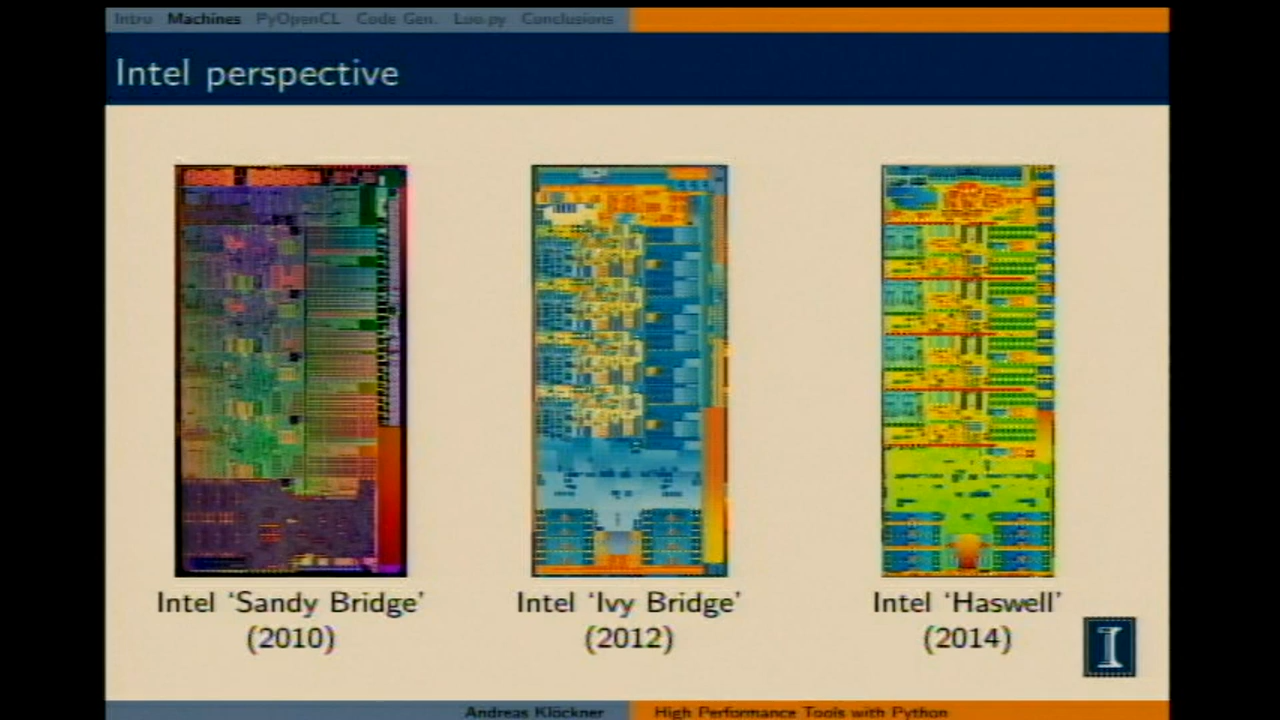 Intro Machines PyOpenCL Code Gen. Loo.py Conclusions
Intel perspective
Intel ‘Sandy Bridge’
(2010)
Intel ‘Ivy Bridge’
(2012)
Intel ‘Haswell’
(2014)
I
Andreas Klöckner High Performance Tools with Python